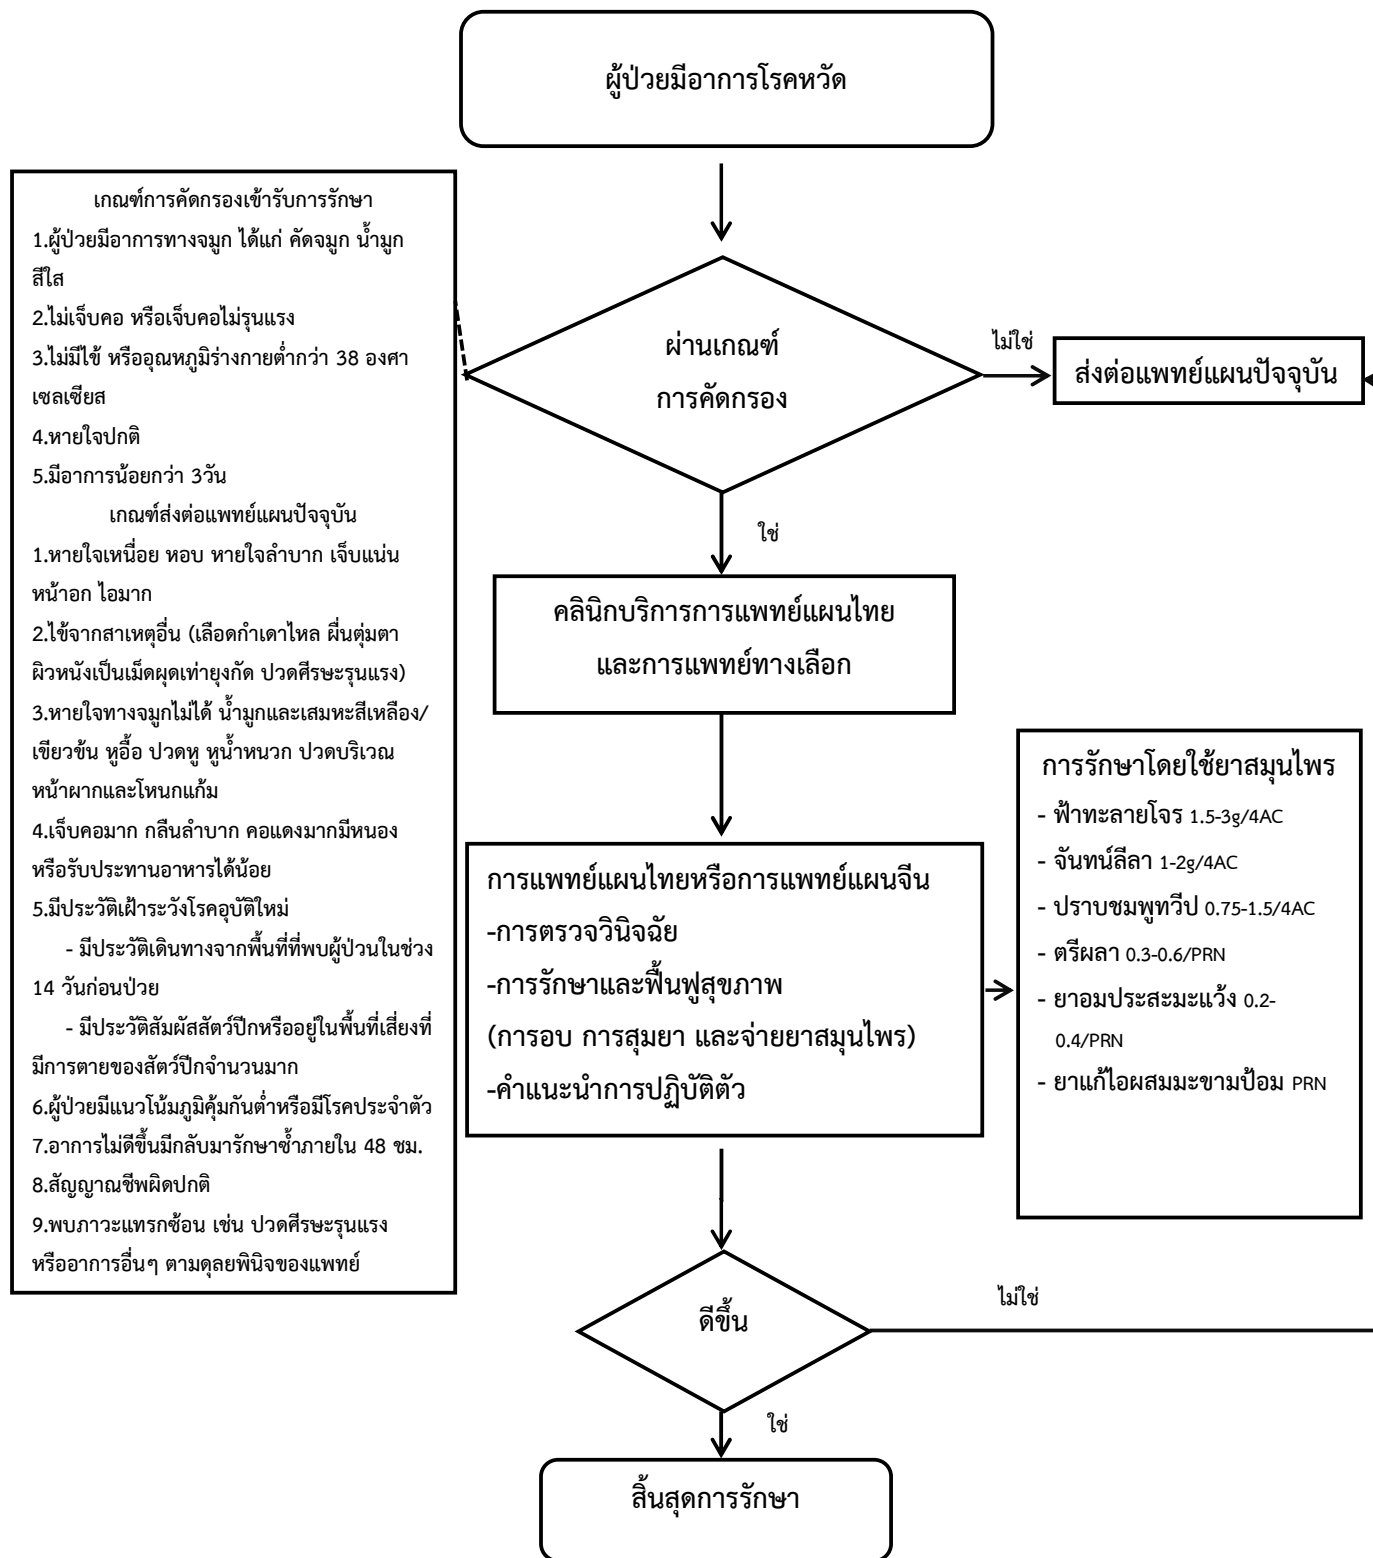 ผู้ป่วยมีอาการโรคหวัด
เกณฑ์การคัดกรองเข้ารับการรักษา
1.ผู้ป่วยมีอาการทางจมูก ได้แก่ คัดจมูก น้ำมูก
สีใส
2.ไม่เจ็บคอ หรือเจ็บคอไม่รุนแรง
3.ไม่มีไข้ หรืออุณหภูมิร่างกายต่ำกว่า 38 องศา
เซลเซียส
4.หายใจปกติ
5.มีอาการน้อยกว่า 3วัน
เกณฑ์ส่งต่อแพทย์แผนปัจจุบัน
1.หายใจเหนื่อย หอบ หายใจลำบาก เจ็บแน่น
หน้าอก ไอมาก
2.ไข้จากสาเหตุอื่น (เลือดกำเดาไหล ผื่นตุ่มตา
ผิวหนังเป็นเม็ดผุดเท่ายุงกัด ปวดศีรษะรุนแรง)
3.หายใจทางจมูกไม่ได้ น้ำมูกและเสมหะสีเหลือง/
เขียวข้น หูอื้อ ปวดหู หูน้ำหนวก ปวดบริเวณ
หน้าผากและโหนกแก้ม
4.เจ็บคอมาก กลืนลำบาก คอแดงมากมีหนอง
หรือรับประทานอาหารได้น้อย
5.มีประวัติเฝ้าระวังโรคอุบัติใหม่
- มีประวัติเดินทางจากพื้นที่ที่พบผู้ป่วนในช่วง
14 วันก่อนป่วย
- มีประวัติสัมผัสสัตว์ปีกหรืออยู่ในพื้นที่เสี่ยงที่
มีการตายของสัตว์ปีกจำนวนมาก
6.ผู้ป่วยมีแนวโน้มภูมิคุ้มกันต่ำหรือมีโรคประจำตัว
7.อาการไม่ดีขึ้นมีกลับมารักษาซ้ำภายใน 48 ชม.
8.สัญญาณชีพผิดปกติ
9.พบภาวะแทรกซ้อน เช่น ปวดศีรษะรุนแรง
หรืออาการอื่นๆ ตามดุลยพินิจของแพทย์
ผ่านเกณฑ์
การคัดกรอง
ไม่ใช่
ส่งต่อแพทย์แผนปัจจุบัน
ใช่
คลินิกบริการการแพทย์แผนไทย
และการแพทย์ทางเลือก
การแพทย์แผนไทยหรือการแพทย์แผนจีน
-การตรวจวินิจฉัย
-การรักษาและฟื้นฟูสุขภาพ
(การอบ การสุมยา และจ่ายยาสมุนไพร)
-คำแนะนำการปฏิบัติตัว
การรักษาโดยใช้ยาสมุนไพร
- ฟ้าทะลายโจร 1.5-3g/4AC
- จันทน์ลีลา 1-2g/4AC
- ปราบชมพูทวีป 0.75-1.5/4AC
- ตรีผลา 0.3-0.6/PRN
- ยาอมประสะมะแว้ง 0.2-
0.4/PRN
- ยาแก้ไอผสมมะขามป้อม PRN
ดีขึ้น
ไม่ใช่
ใช่
สิ้นสุดการรักษา